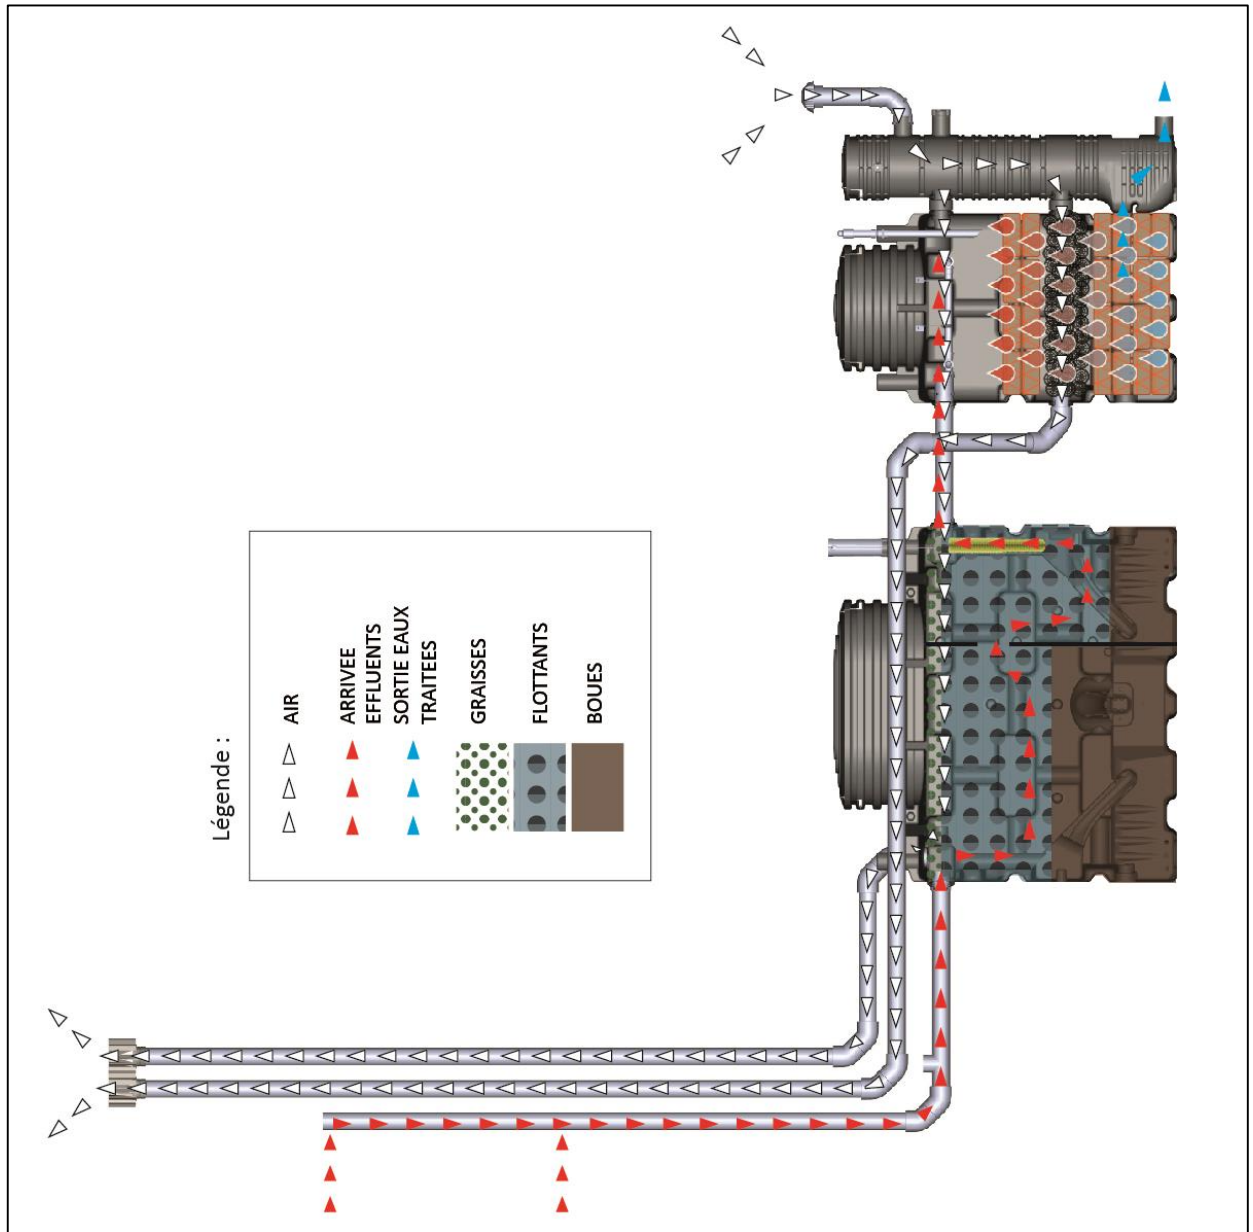 Légende :
AIR
ARRIVEE
EFFLUENTS
SORTIE EAUX
TRAITEES
GRAISSES
FLOTTANTS
BOUES